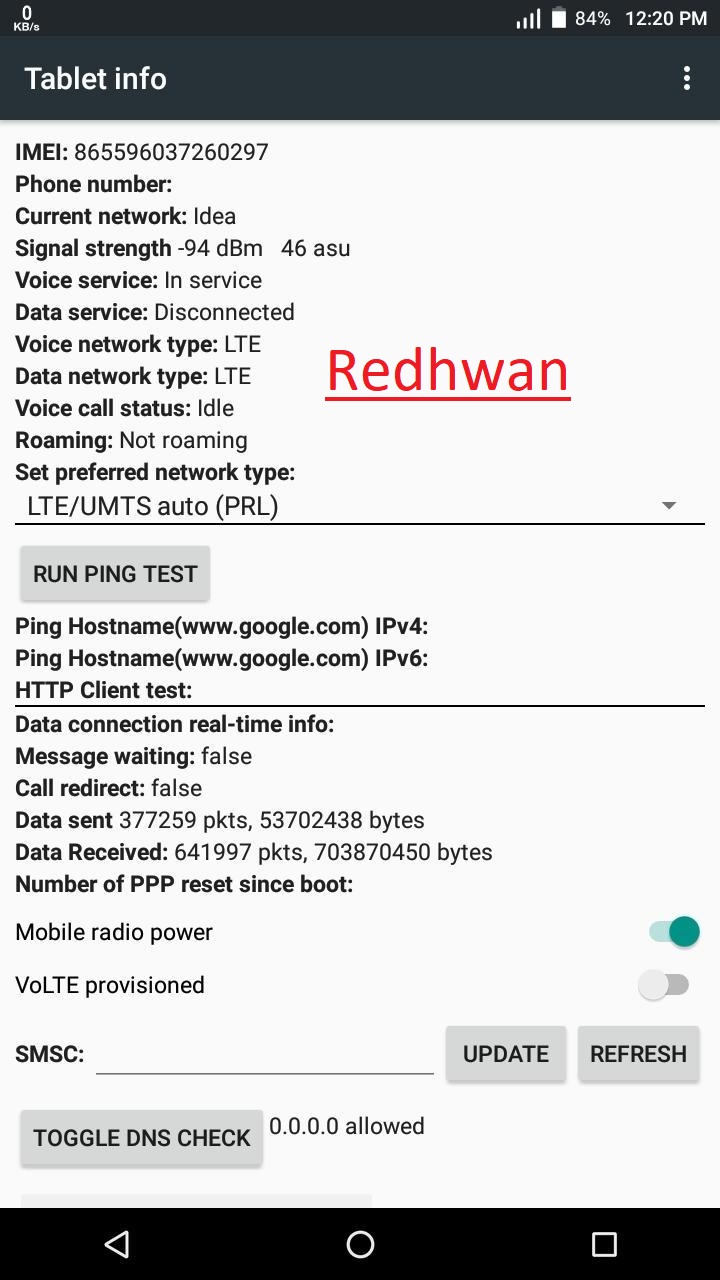 0
KB/s
84% 12:20 PM
Tablet info
IMEI: 865596037260297
Phone number:
Current network: Idea
Signal strength -94 dBm 46 asu
Voice service: In service
Data service: Disconnected
Voice network type: LTE
Data network type: LTE
Redhwan
Voice call status: Idle
Roaming: Not roaming
Set preferred network type:
LTE/UMTS auto (PRL)
RUN PING TEST
Ping Hostname(www.google.com) IPv4:
Ping Hostname(www.google.com) IPv6:
HTTP Client test:
Data connection real-time info:
Message waiting: false
Call redirect: false
Data sent 377259 pkts, 53702438 bytes
Data Received: 641997 pkts, 703870450 bytes
Number of PPP reset since boot:
Mobile radio power
VoLTE provisioned
SMSC: UPDATE REFRESH
TOGGLE DNS CHECK 0.0.0.0 allowed